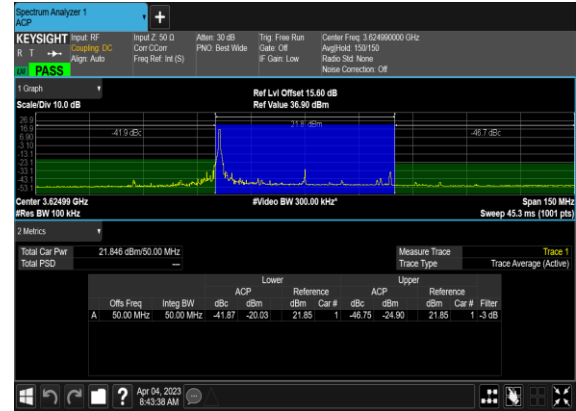 Spectrum Analyzer 1
ACP
+
KEYSIGHT Input: RF Input Z: 50 Ω Atten: 30 dB Trig: Free Run Center Freq: 3.624990000 GHz
R T Coupling: DC Corr CCorr PNO: Best Wide Gate: Off Avg|Hold: 150/150
Align: Auto Freq Ref: Int (S) IF Gain: Low Radio Std: None
LU PASS Noise Correction: Off
1 Graph Ref Lvl Offset 15.60 dB
Scale/Div 10.0 dB Ref Value 36.90 dBm
26.9
16.9 -41.9 dBc 21.8 dBm -46.7 dBc
6.90
-3.10
-13.1
-23.1
-33.1
-43.1
-53.1
Center 3.62499 GHz #Video BW 300.00 kHz* Span 150 MHz
#Res BW 100 kHz Sweep 45.3 ms (1001 pts)
2 Metrics
Total Car Pwr 21.846 dBm/50.00 MHz Measure Trace Trace 1
Total PSD --- Trace Type Trace Average (Active)
Lower Upper
ACP Reference ACP Reference
Offs Freq Integ BW dBc dBm dBm Car # dBc dBm dBm Car # Filter
A 50.00 MHz 50.00 MHz -41.87 -20.03 21.85 1 -46.75 -24.90 21.85 1 -3 dB
? Apr 04, 2023
8:43:38 AM